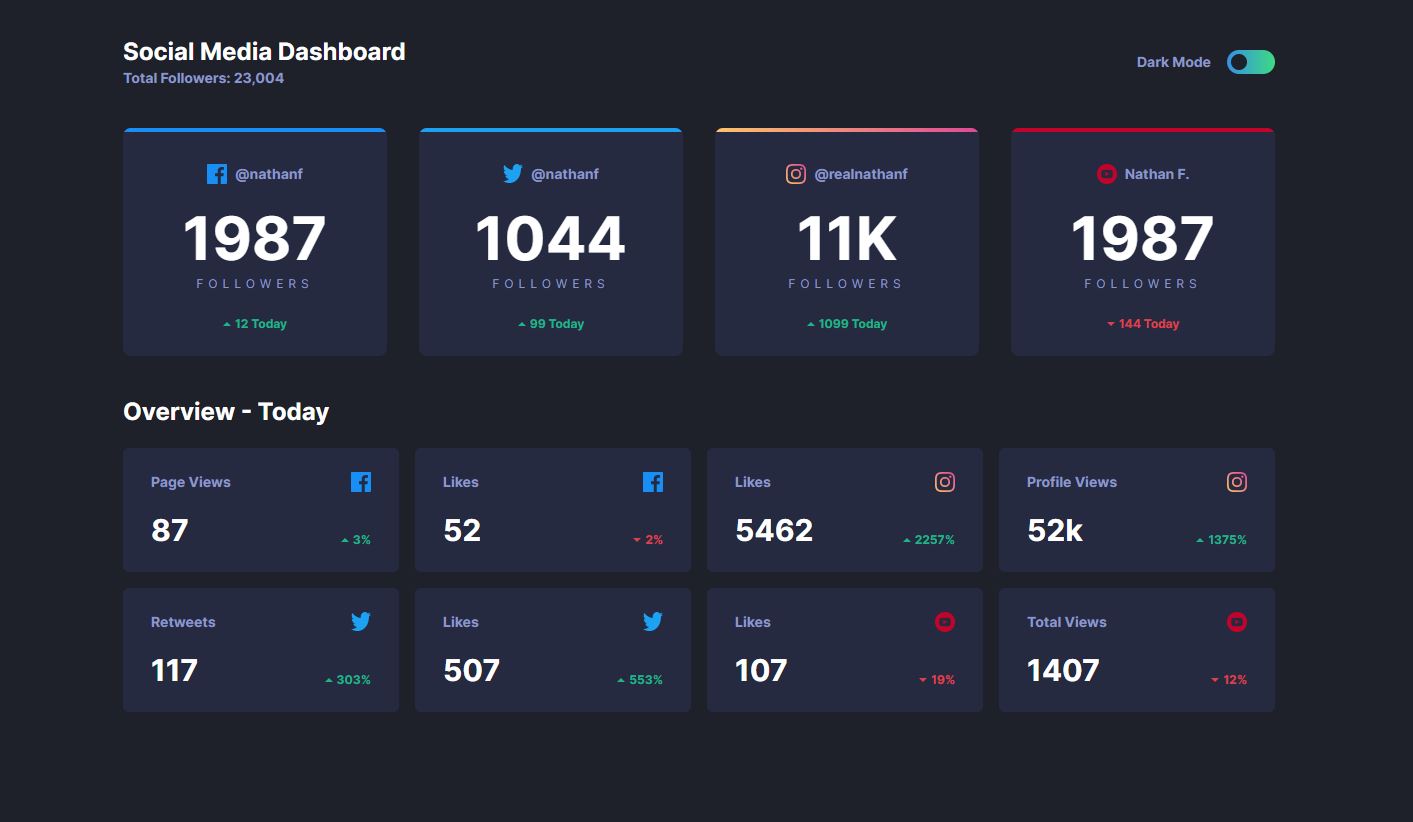 Social Media Dashboard
Total Followers: 23,004
Dark Mode
@nathanf
1987
FOLLOWERS
12 Today
@nathanf
1044
FOLLOWERS
99 Today
@realnathanf
11K
FOLLOWERS
1099 Today
Nathan F.
1987
FOLLOWERS
144 Today
Overview - Today
Page Views
87
3%
Likes
52
2%
Likes
5462
2257%
Profile Views
52k
1375%
Retweets
117
303%
Likes
507
553%
Likes
107
19%
Total Views
1407
12%